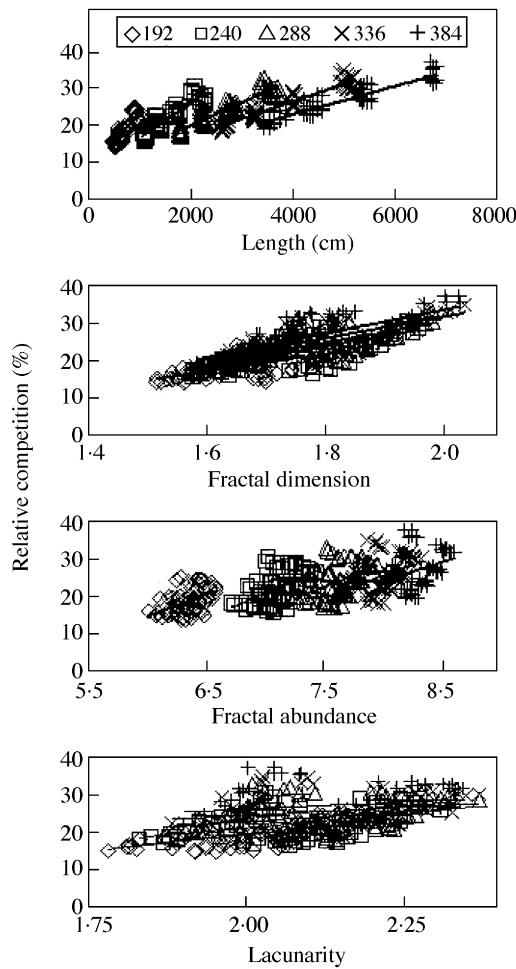 192 240 288 336 384
50
40
30
20
10
0
0 2000 4000 6000 8000
Length (cm)
40
30
20
10
0
1·4 1·6 1·8 2·0
Fractal dimension
Relative competition (%)
40
30
20
10
0
5·5 6·5 7·5 8·5
Fractal abundance
40
30
20
10
0
1·75 2·00 2·25
Lacunarity